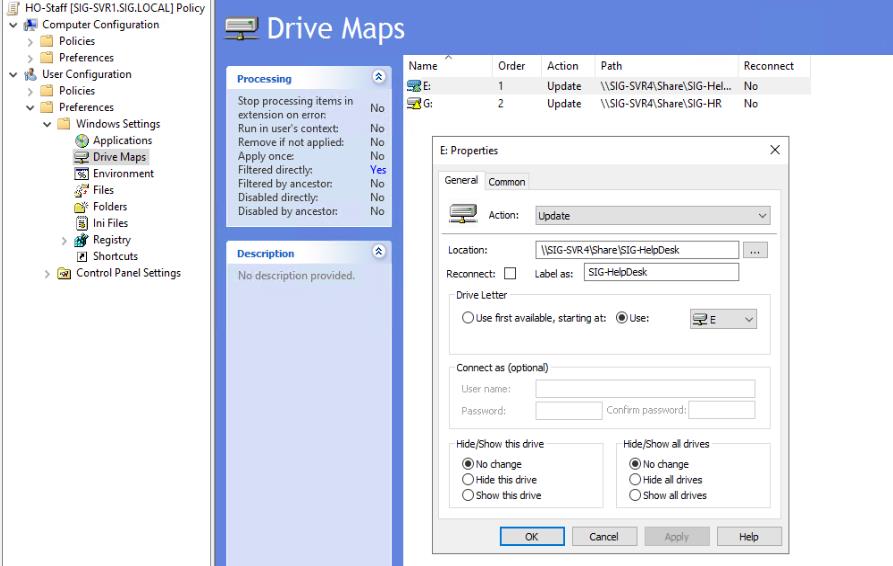 HO-Staff [SIG-SVR1.SIG.LOCAL] Policy
Computer Configuration
Policies
Preferences
User Configuration
Policies
Preferences
Windows Settings
Applications
Drive Maps
Environment
Files
Folders
Ini Files
Registry
Shortcuts
Control Panel Settings
Drive Maps
Processing
Stop processing items in
extension on error: No
Run in user's context: No
Remove if not applied: No
Apply once: No
Filtered directly: Yes
Filtered by ancestor: No
Disabled directly: No
Disabled by ancestor: No
Description
No description provided.
Name Order Action Path Reconnect
E: 1 Update \\SIG-SVR4\Share\SIG-Hel... No
G: 2 Update \\SIG-SVR4\Share\SIG-HR No
E: Properties
General Common
Action: Update
Location: \\SIG-SVR4\Share\SIG-HelpDesk ...
Reconnect: Label as: SIG-HelpDesk
Drive Letter
Use first available, starting at: Use: E
Connect as (optional)
User name:
Password: Confirm password:
Hide/Show this drive Hide/Show all drives
No change No change
Hide this drive Hide all drives
Show this drive Show all drives
OK Cancel Apply Help